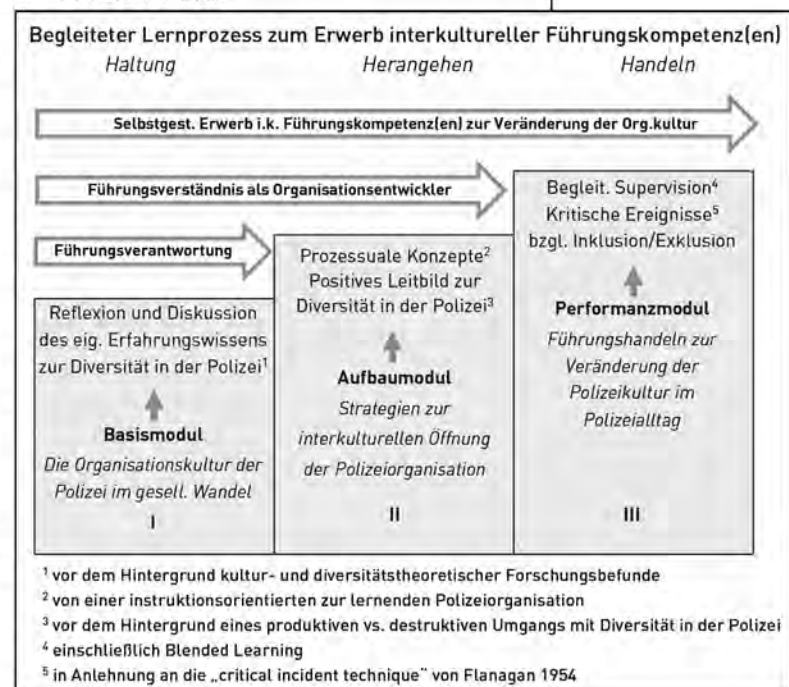 Begleiteter Lernprozess zum Erwerb interkultureller Führungskompetenz(en)
Haltung Herangehen Handeln
Selbstgest. Erwerb i.k. Führungskompetenz(en) zur Veränderung der Org.kultur
Führungsverständnis als Organisationsentwickler
Führungsverantwortung
Reflexion und Diskussion
des eig. Erfahrungswissens
zur Diversität in der Polizei¹
Basismodul
Die Organisationskultur der
Polizei im gesell. Wandel
I
Prozessuale Konzepte²
Positives Leitbild zur
Diversität in der Polizei³
Aufbaumodul
Strategien zur
interkulturellen Öffnung
der Polizeiorganisation
II
Begleit. Supervision⁴
Kritische Ereignisse⁵
bzgl. Inklusion/Exklusion
Performanzmodul
Führungshandeln zur
Veränderung der
Polizeikultur im
Polizeialltag
III
¹ vor dem Hintergrund kultur- und diversitätstheoretischer Forschungsbefunde
² von einer instruktionsorientierten zur lernenden Polizeiorganisation
³ vor dem Hintergrund eines produktiven vs. destruktiven Umgangs mit Diversität in der Polizei
⁴ einschließlich Blended Learning
⁵ in Anlehnung an die „critical incident technique" von Flanagan 1954